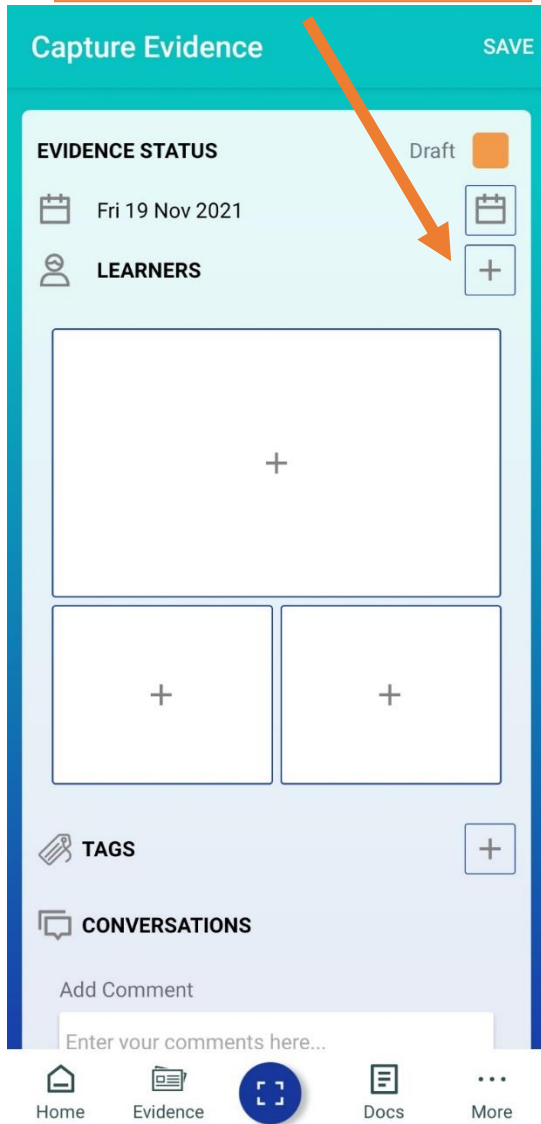 Capture Evidence SAVE
EVIDENCE STATUS Draft
Fri 19 Nov 2021
LEARNERS +
+
+ +
TAGS +
CONVERSATIONS
Add Comment
Enter your comments here...
Home Evidence Docs More